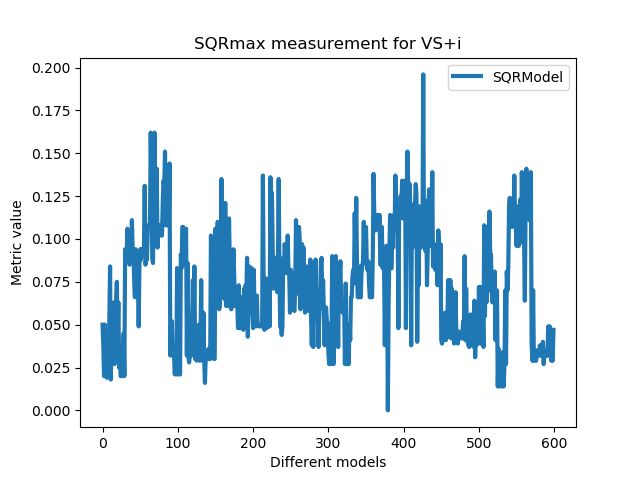 SQRmax measurement for VS+i
SQRModel
Metric value
0.200
0.175
0.150
0.125
0.100
0.075
0.050
0.025
0.000
0 100 200 300 400 500 600
Different models